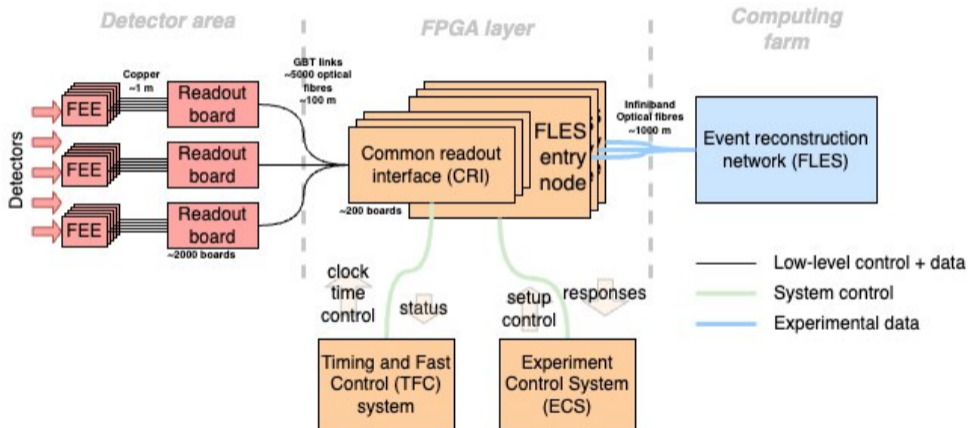 Detector area
FPGA layer
Computing
farm
Copper
~1 m
GBT links
~5000 optical
fibres
~100 m
Infiniband
Optical fibres
~1000 m
Detectors
FEE
Readout
board
FEE
Readout
board
FEE
Readout
board
~2000 boards
Common readout
interface (CRI)
~200 boards
FLES
entry
node
Event reconstruction
network (FLES)
clock
time
control
status
setup
control
responses
Timing and Fast
Control (TFC)
system
Experiment
Control System
(ECS)
Low-level control + data
System control
Experimental data